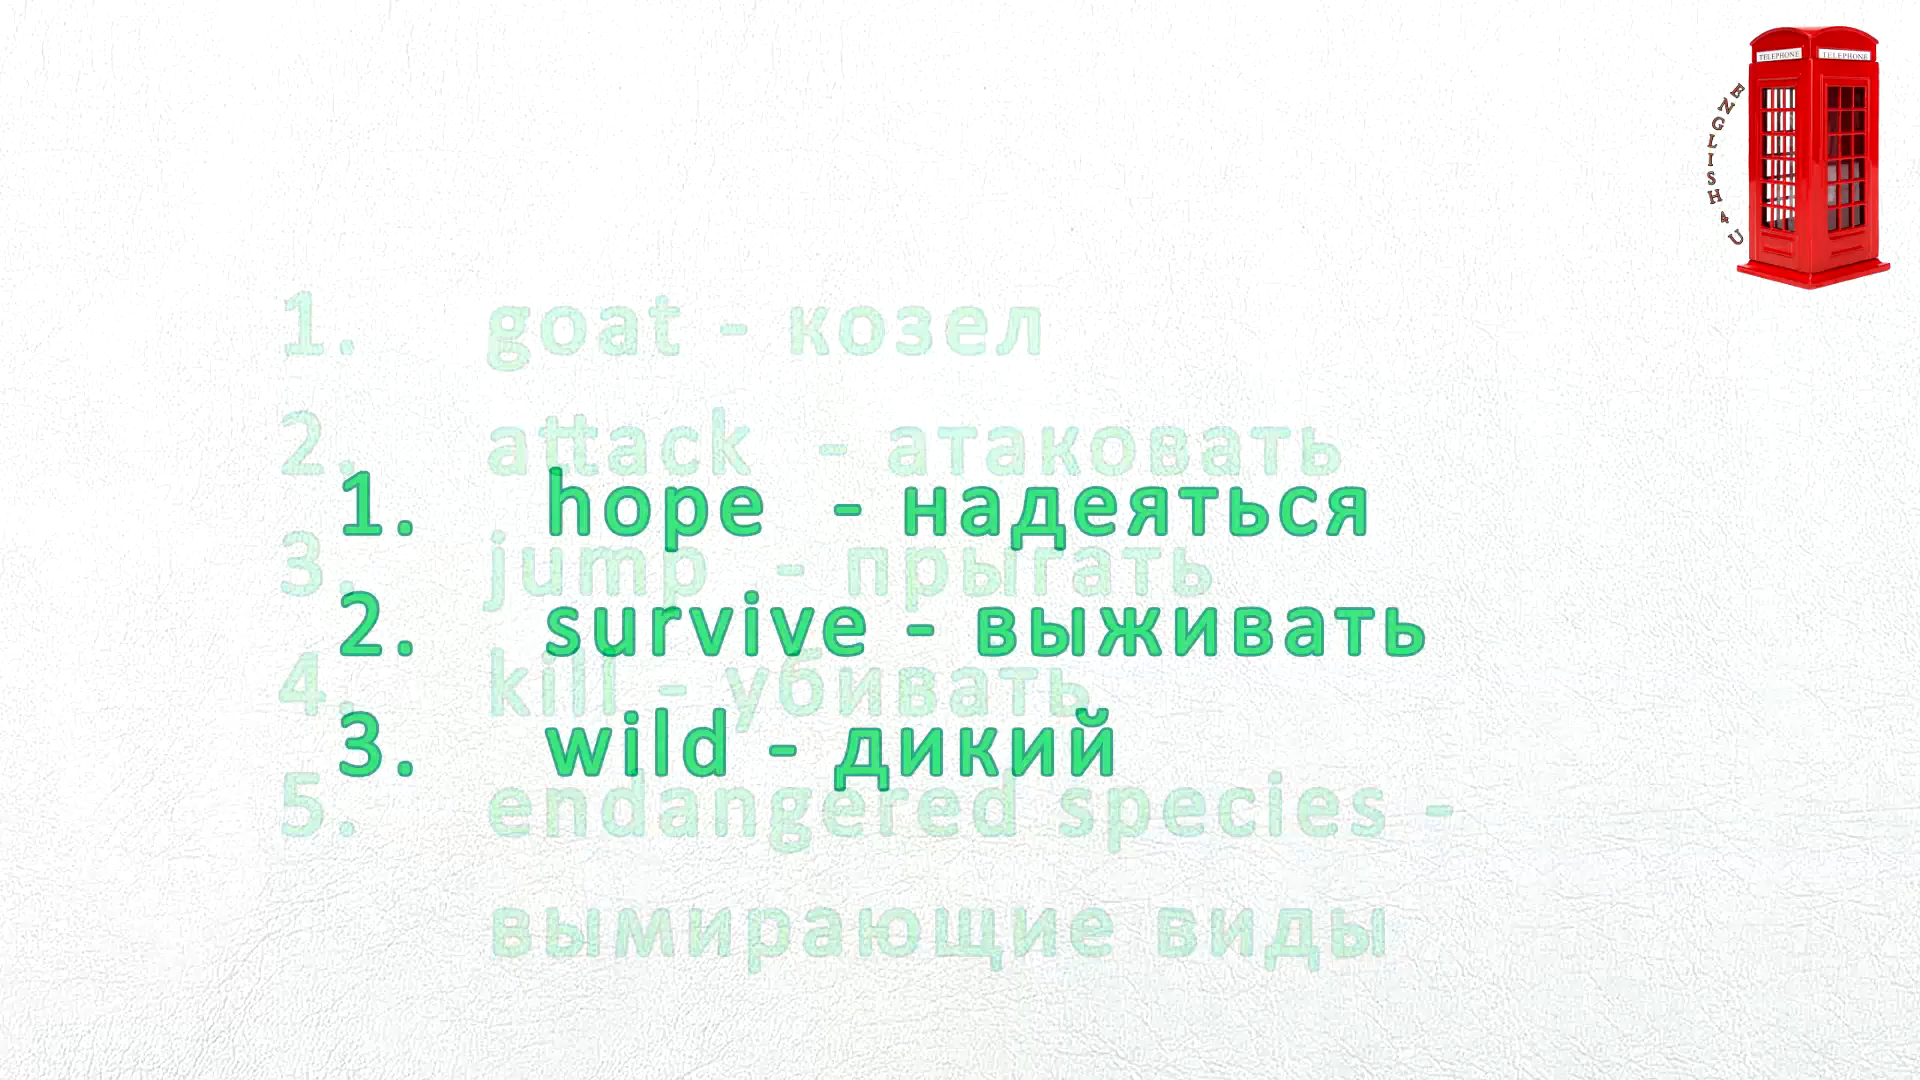 TELEPHONE TELEPHONE
ENGLISH 4 U
1. goat - козел
2. attack - атаковать
1. hope - надеяться
3. jump - прыгать
2. survive - выживать
4. kill - убивать
3. wild - дикий
5. endangered species -
вымирающие виды